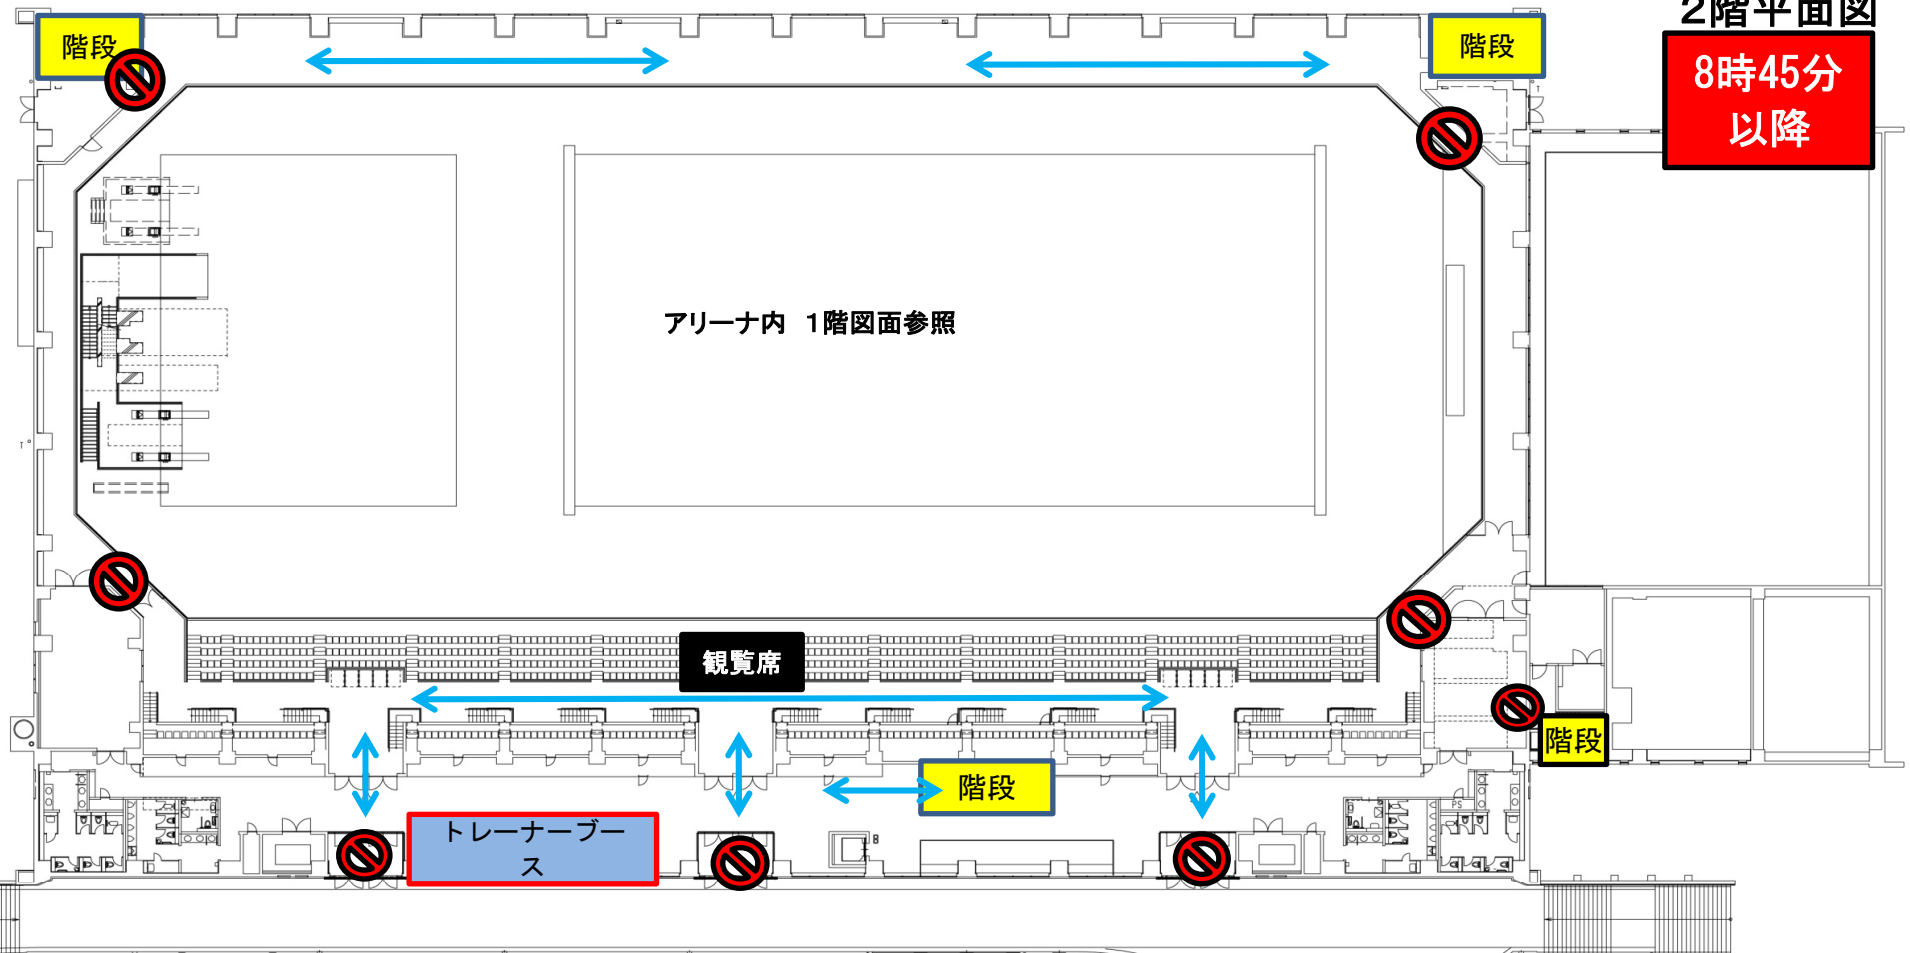 2階平面図
階段
階段
8時45分
以降
アリーナ内 1階図面参照
観覧席
階段
階段
トレーナーブー
ス
PS